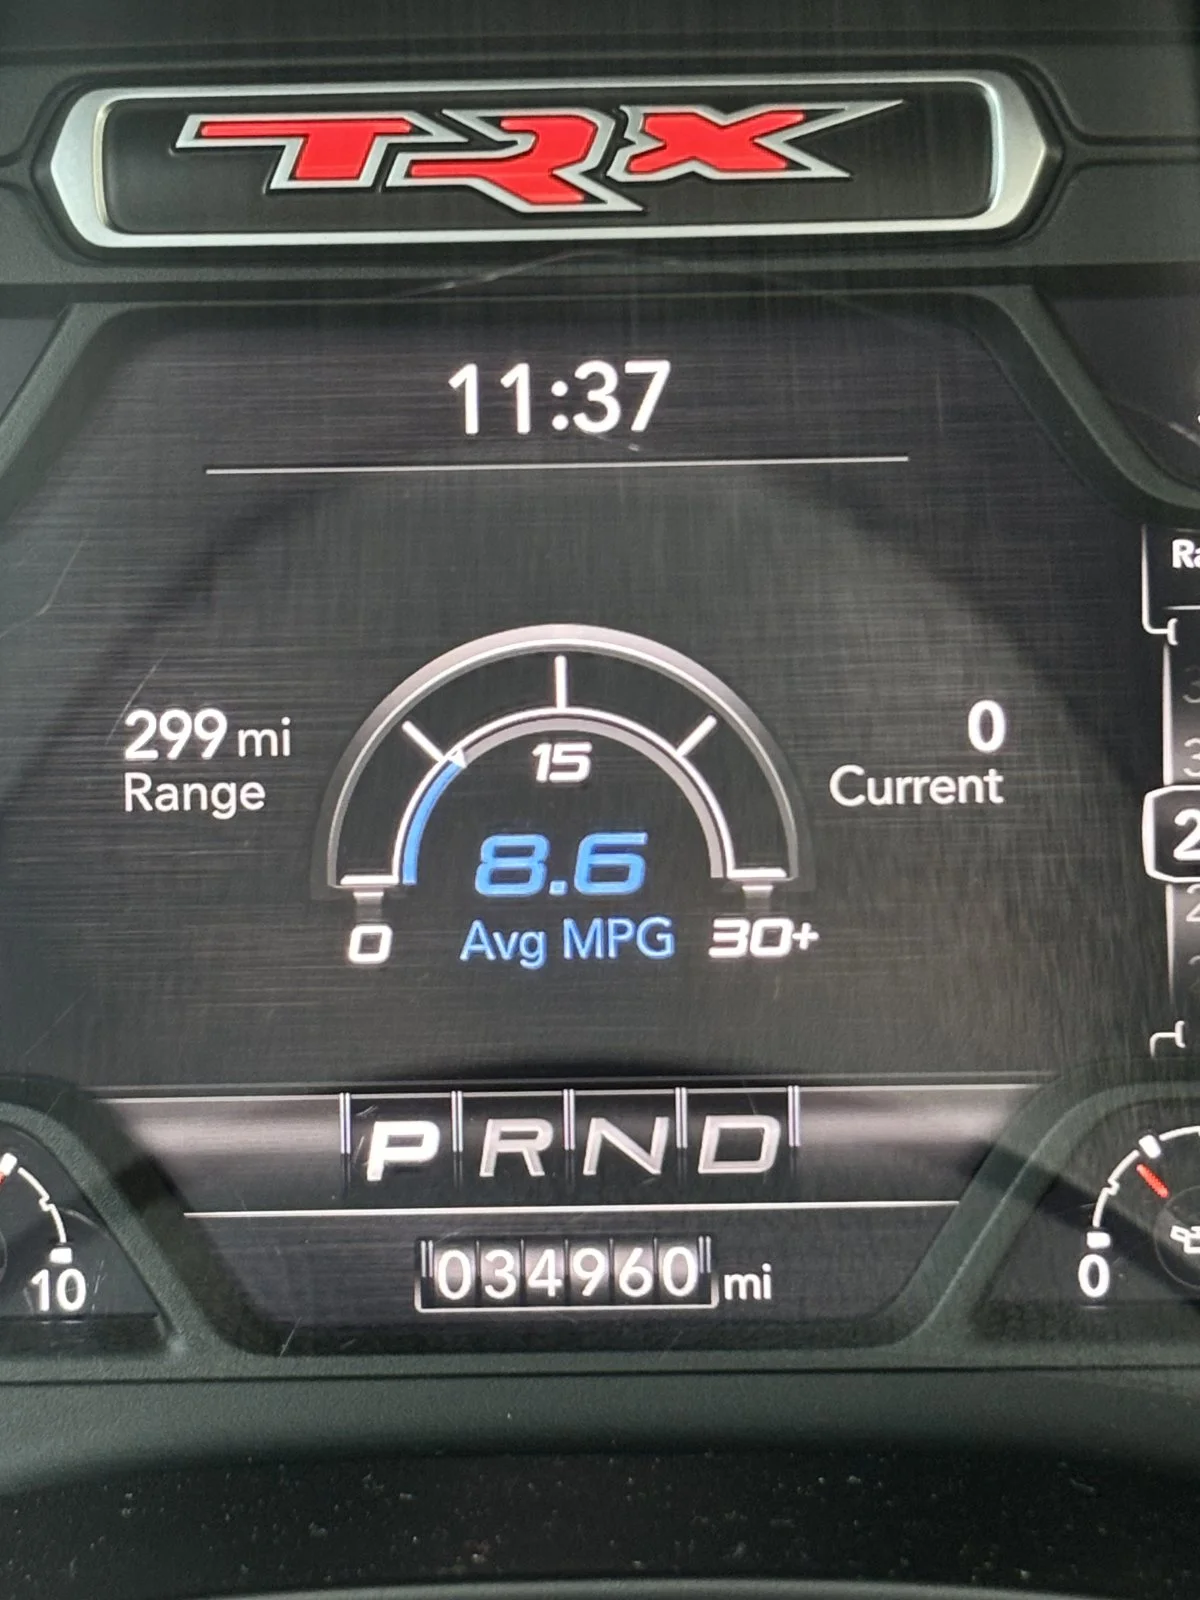 TRX
11:37
299 mi
Range
15
0
Current
8.6
Avg MPG
0
30+
P R N D
034960 mi
10
0
2